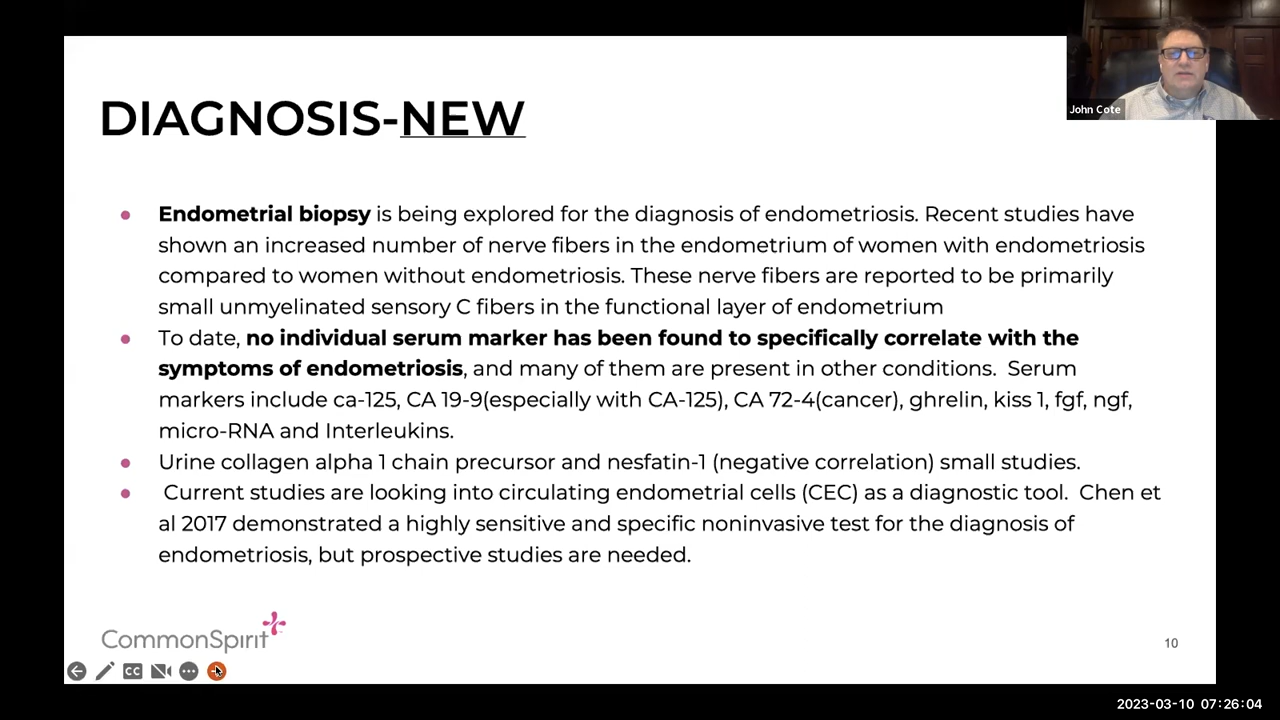 John Cote
DIAGNOSIS-NEW
● Endometrial biopsy is being explored for the diagnosis of endometriosis. Recent studies have
shown an increased number of nerve fibers in the endometrium of women with endometriosis
compared to women without endometriosis. These nerve fibers are reported to be primarily
small unmyelinated sensory C fibers in the functional layer of endometrium
● To date, no individual serum marker has been found to specifically correlate with the
symptoms of endometriosis, and many of them are present in other conditions.  Serum
markers include ca-125, CA 19-9(especially with CA-125), CA 72-4(cancer), ghrelin, kiss 1, fgf, ngf,
micro-RNA and Interleukins.
● Urine collagen alpha 1 chain precursor and nesfatin-1 (negative correlation) small studies.
● Current studies are looking into circulating endometrial cells (CEC) as a diagnostic tool.  Chen et
al 2017 demonstrated a highly sensitive and specific noninvasive test for the diagnosis of
endometriosis, but prospective studies are needed.
CommonSpirit
10
CC
2023-03-10 07:26:04